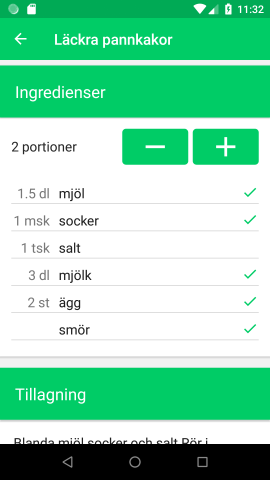 11:32
Läckra pannkakor
Ingredienser
2 portioner
1.5 dl mjöl
1 msk socker
1 tsk salt
3 dl mjölk
2 st ägg
smör
Tillagning
Blanda mjöl socker och salt Rör i